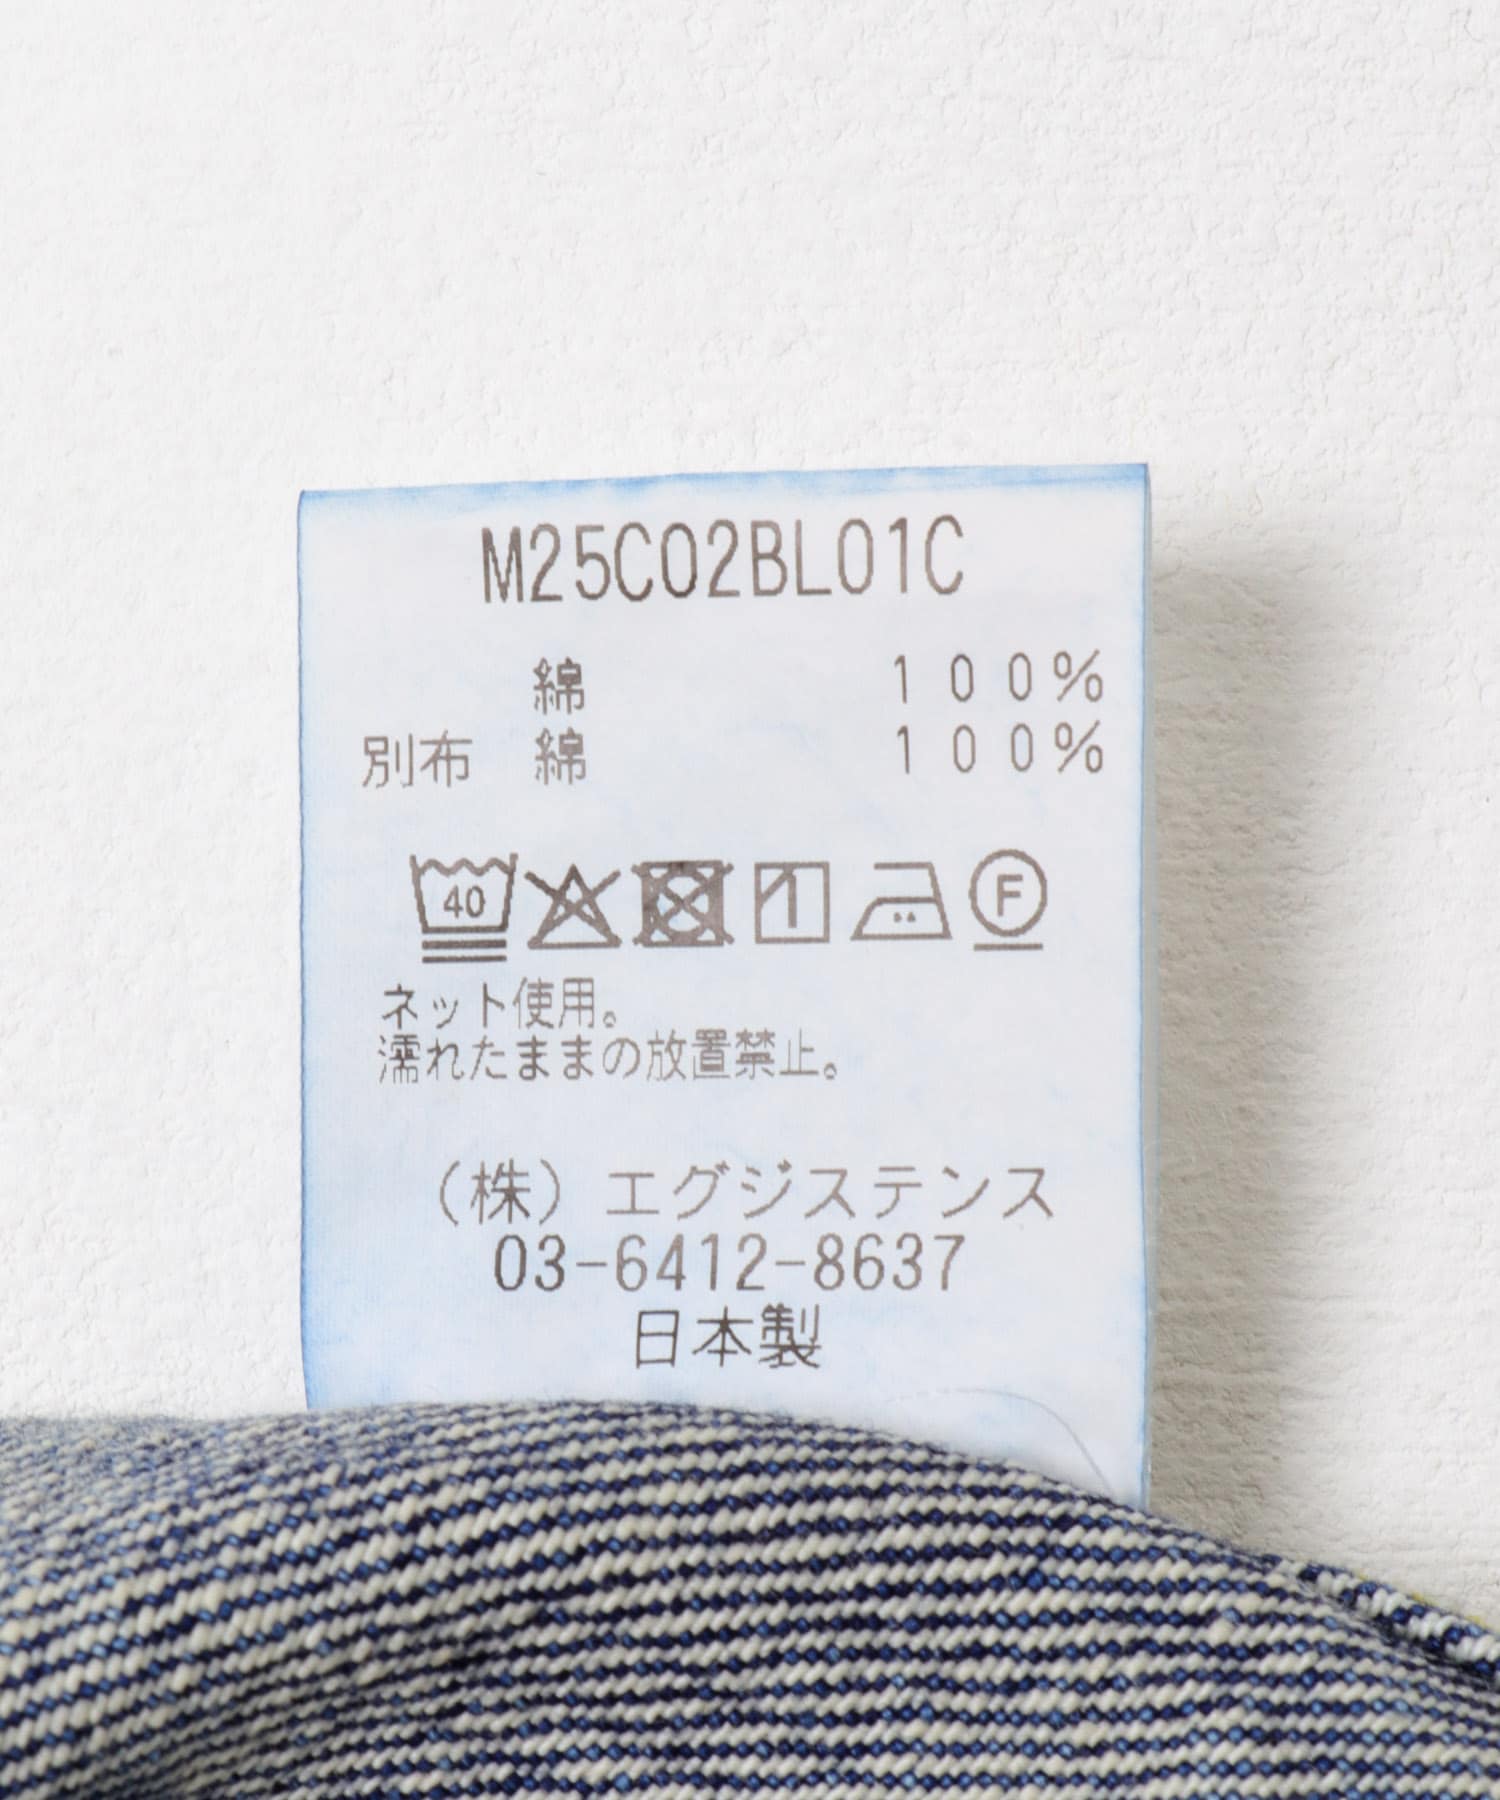 M25C02BL01C
綿 100%
別布 綿 100%
40 F
ネット使用。
濡れたままの放置禁止。
(株)エグジステンス
03-6412-8637
日本製